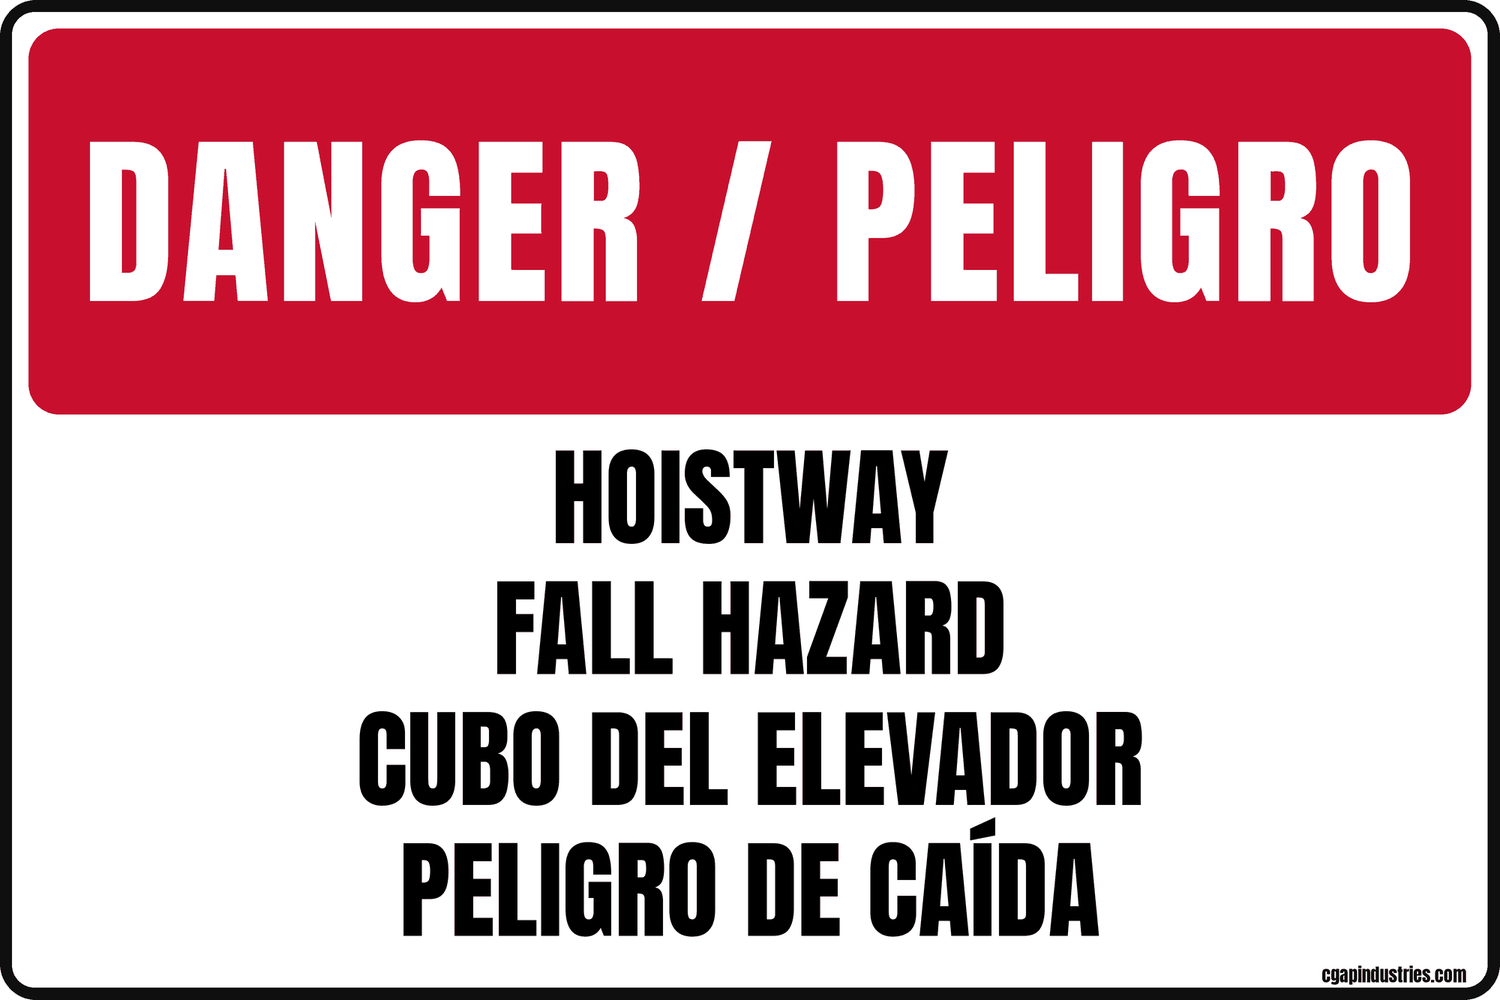 DANGER / PELIGRO
HOISTWAY
FALL HAZARD
CUBO DEL ELEVADOR
PELIGRO DE CAÍDA
cgapindustries.com